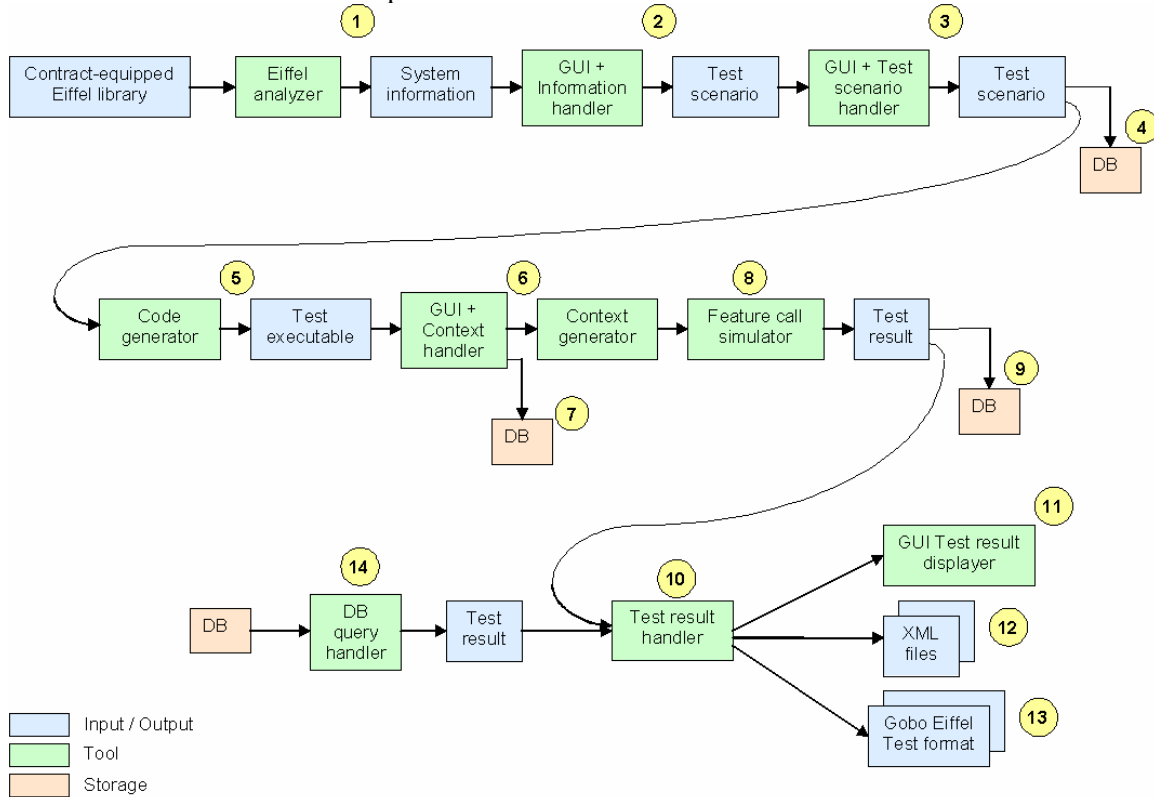 1
2
3
Contract-equipped
Eiffel library
Eiffel
analyzer
System
information
GUI +
Information
handler
Test
scenario
GUI + Test
scenario
handler
Test
scenario
4
DB
5
6
8
Code
generator
Test
executable
GUI +
Context
handler
Context
generator
Feature call
simulator
Test
result
7
DB
9
DB
11
GUI Test result
displayer
14
10
DB
DB
query
handler
Test
result
Test result
handler
XML
files
12
Gobo Eiffel
Test format
13
Input / Output
Tool
Storage